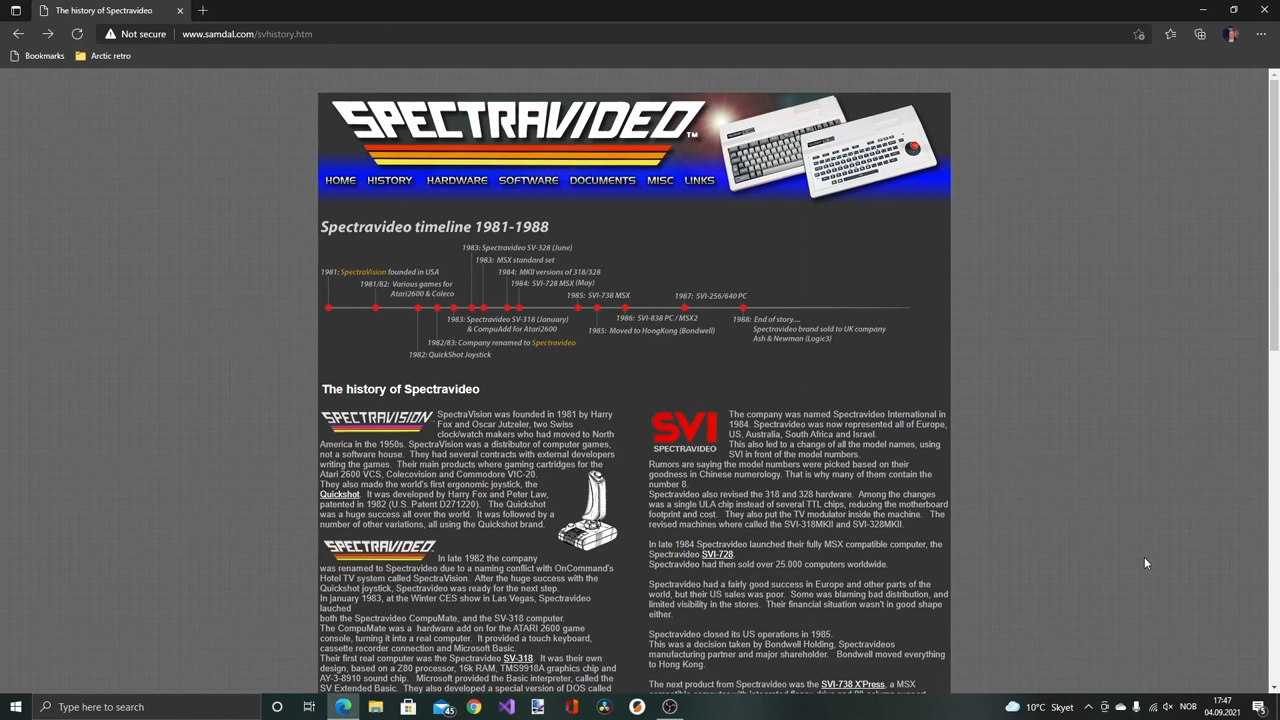 The history of Spectravideo
Not secure
www.samdal.com/svhistory.htm
Bookmarks
Arctic retro
SPECTRAVIDEO TM
HOME HISTORY HARDWARE SOFTWARE DOCUMENTS MISC LINKS
Spectravideo timeline 1981-1988
1983: Spectravideo SV-328 (June)
1983: MSX standard set
1981: SpectraVision founded in USA
1984: MKII versions of 318/328
1981/82: Various games for
Atari2600 & Coleco
1984: SVI-728 MSX (May)
1985: SVI-738 MSX
1987: SVI-256/640 PC
1983: Spectravideo SV-318 (January)
& CompuAdd for Atari2600
1986: SVI-838 PC / MSX2
1988: End of story....
Spectravideo brand sold to UK company
Ash & Newman (Logic3)
1985: Moved to HongKong (Bondwell)
1982/83: Company renamed to Spectravideo
1982: QuickShot Joystick
The history of Spectravideo
SPECTRAVISION
SpectraVision was founded in 1981 by Harry
Fox and Oscar Jutzeler, two Swiss
clock/watch makers who had moved to North
America in the 1950s. SpectraVision was a distributor of computer games,
not a software house. They had several contracts with external developers
writing the games. Their main products where gaming cartridges for the
Atari 2600 VCS, Colecovision and Commodore VIC-20.
They also made the world's first ergonomic joystick, the
Quickshot. It was developed by Harry Fox and Peter Law,
patented in 1982 (U.S. Patent D271220). The Quickshot
was a huge success all over the world. It was followed by a
number of other variations, all using the Quickshot brand.
SPECTRAVIDEO
In late 1982 the company
was renamed to Spectravideo due to a naming conflict with OnCommand's
Hotel TV system called SpectraVision. After the huge success with the
Quickshot joystick, Spectravideo was ready for the next step.
In january 1983, at the Winter CES show in Las Vegas, Spectravideo
lauched
both the Spectravideo CompuMate, and the SV-318 computer.
The CompuMate was a hardware add on for the ATARI 2600 game
console, turning it into a real computer. It provided a touch keyboard,
cassette recorder connection and Microsoft Basic.
Their first real computer was the Spectravideo SV-318. It was their own
design, based on a Z80 processor, 16k RAM, TMS9918A graphics chip and
AY-3-8910 sound chip. Microsoft provided the Basic interpreter, called the
SV Extended Basic. They also developed a special version of DOS called
SVI
SPECTRAVIDEO
The company was named Spectravideo International in
1984. Spectravideo was now represented all of Europe,
US, Australia, South Africa and Israel.
This also led to a change of all the model names, using
SVI in front of the model numbers.
Rumors are saying the model numbers were picked based on their
goodness in Chinese numerology. That is why many of them contain the
number 8.
Spectravideo also revised the 318 and 328 hardware. Among the changes
was a single ULA chip instead of several TTL chips, reducing the motherboard
footprint and cost. They also put the TV modulator inside the machine. The
revised machines where called the SVI-318MKII and SVI-328MKII.
In late 1984 Spectravideo launched their fully MSX compatible computer, the
Spectravideo SVI-728.
Spectravideo had then sold over 25.000 computers worldwide.
Spectravideo had a fairly good success in Europe and other parts of the
world, but their US sales was poor. Some was blaming bad distribution, and
limited visibility in the stores. Their financial situation wasn't in good shape
either.
Spectravideo closed its US operations in 1985.
This was a decision taken by Bondwell Holding, Spectravideos
manufacturing partner and major shareholder. Bondwell moved everything
to Hong Kong.
The next product from Spectravideo was the SVI-738 X'Press, a MSX
compatible computer with integrated floppy drive and 80 column support
Type here to search
45
10°C Skyet
NOR
17:47
04.09.2021